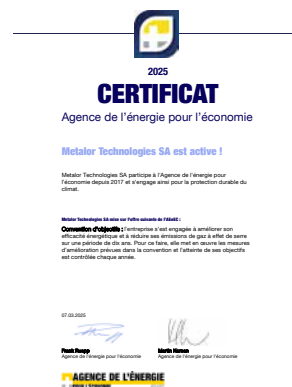 2025
CERTIFICAT
Agence de l'énergie pour l'économie
Metalor Technologies SA est active !
Metalor Technologies SA participe à l'Agence de l'énergie pour
l'économie depuis 2017 et s'engage ainsi pour la protection durable du
climat.
Metalor Technologies SA mise sur l'offre suivante de l'AEnEC :
Convention d'objectifs : l'entreprise s'est engagée à améliorer son
efficacité énergétique et à réduire ses émissions de gaz à effet de serre
sur une période de dix ans. Pour ce faire, elle met en œuvre les mesures
d'amélioration prévues dans la convention et l'atteinte de ses objectifs
est contrôlée chaque année.
07.03.2025
Frank Rumpp
Agence de l'énergie pour l'économie
Martin
Agence de l'énergie pour l'économie
AGENCE DE L'ÉNERGIE
POUR L'ÉCONOMIE